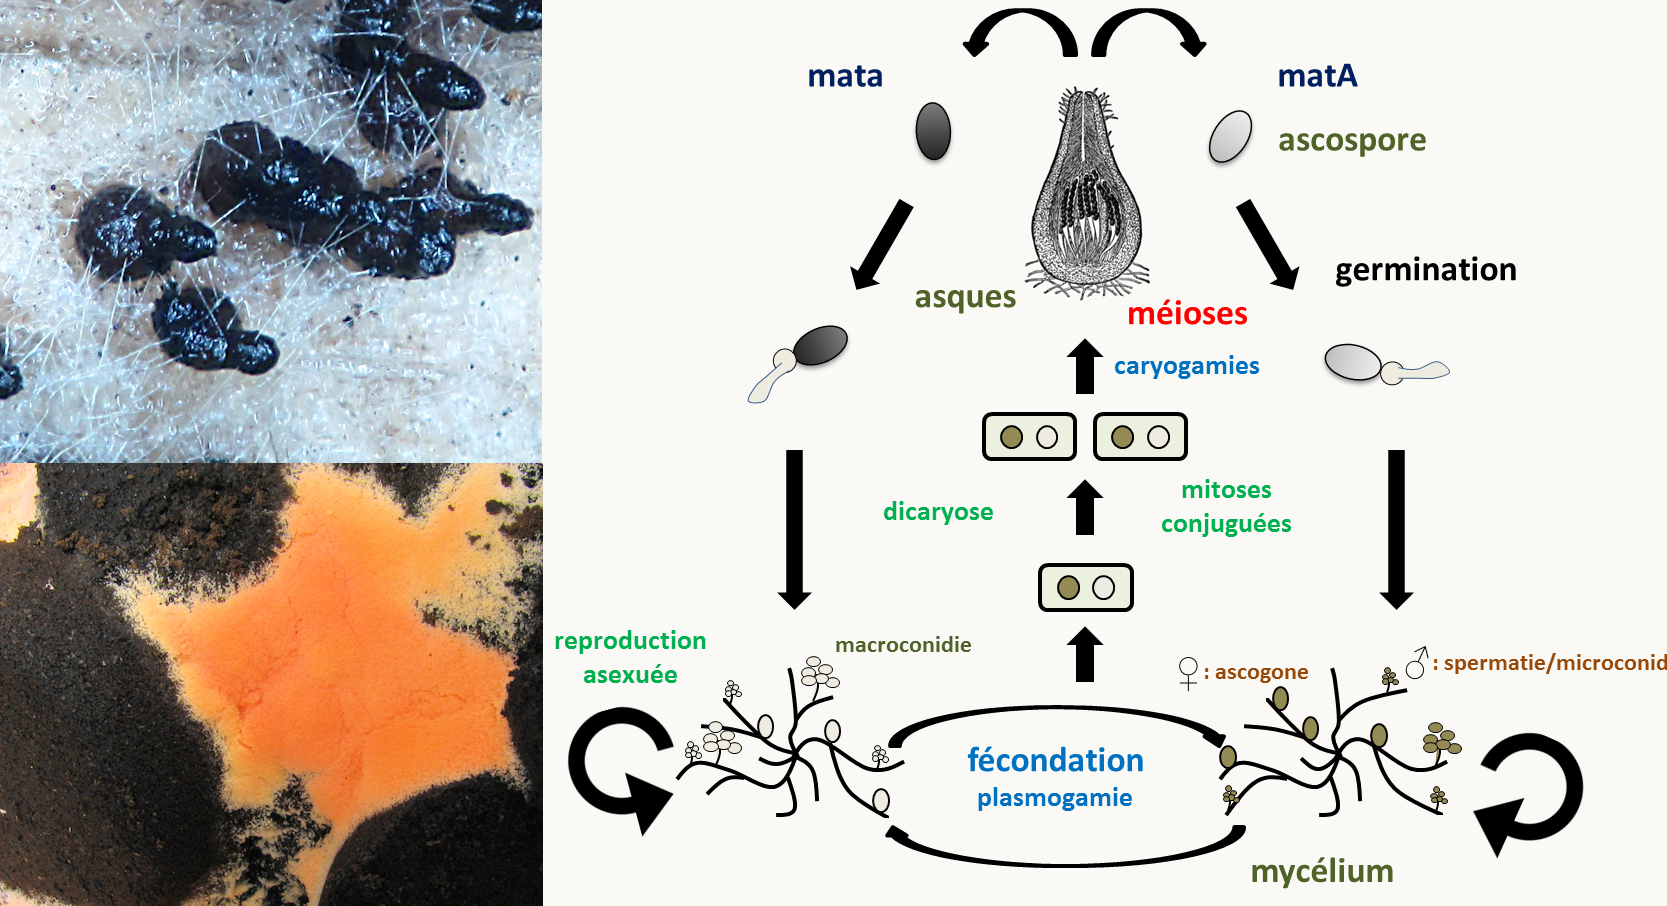 mata
matA
ascospore
germination
asques
méioses
caryogamies
dicaryose
mitoses
conjuguées
reproduction
asexuée
macroconidie
♀ : ascogone
♂ : spermatie/microconid
fécondation
plasmogamie
mycélium